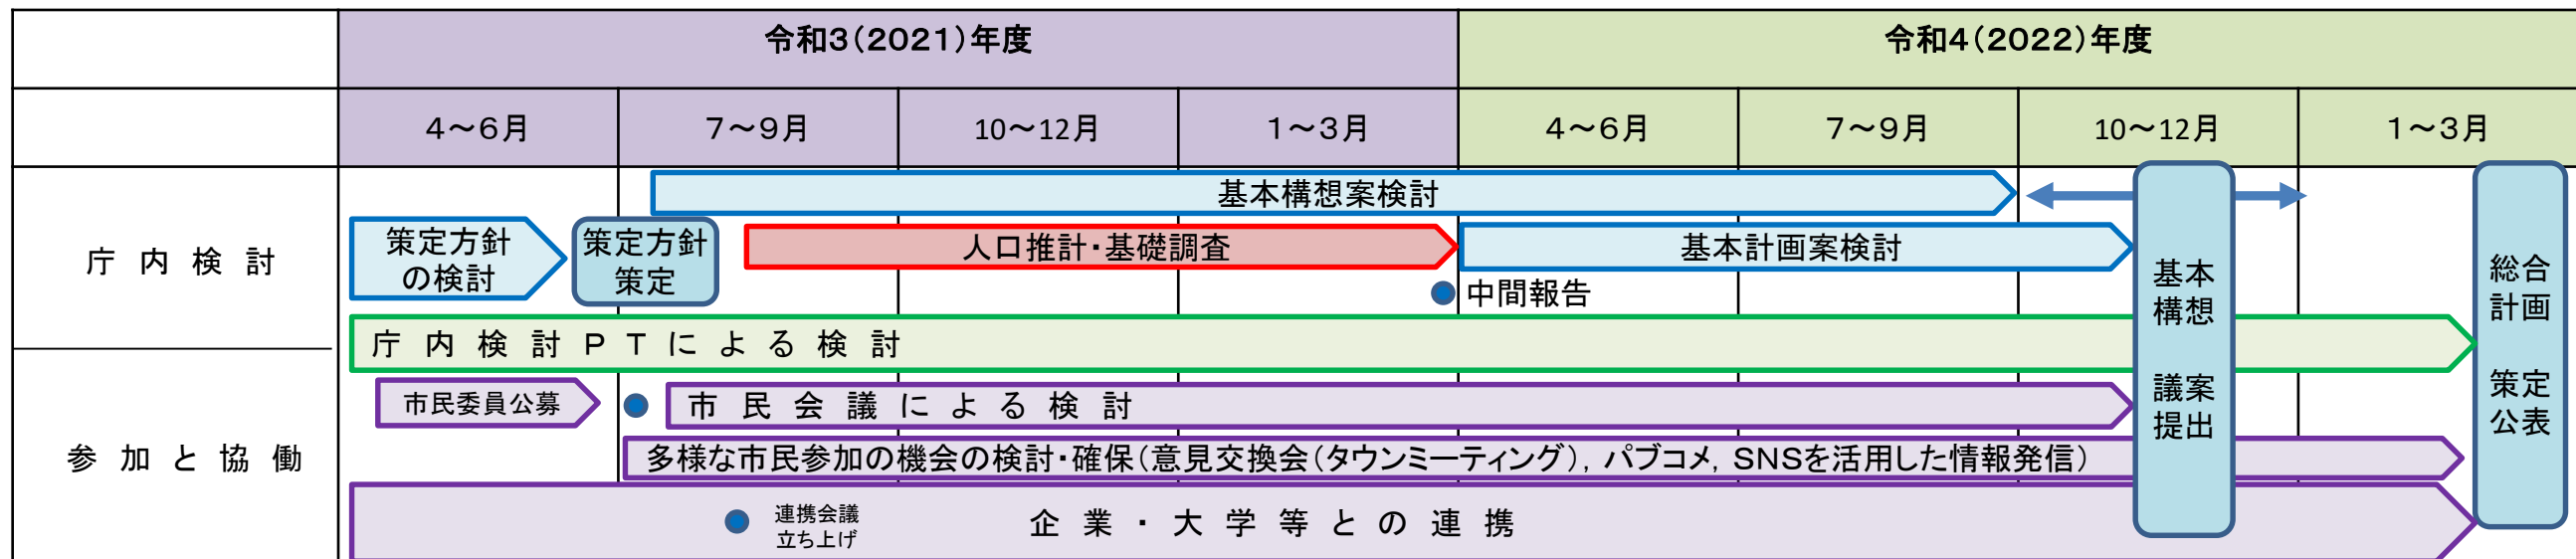 令和3(2021)年度
令和4(2022)年度
4～6月
7～9月
10～12月
1～3月
4～6月
7～9月
10～12月
1～3月
庁内検討
基本構想案検討
策定方針
の検討
策定方針
策定
人口推計・基礎調査
基本計画案検討
中間報告
庁内検討PTによる検討
基本
構想
議案
提出
総合
計画
策定
公表
参加と協働
市民委員公募
市民会議による検討
多様な市民参加の機会の検討・確保(意見交換会(タウンミーティング), パブコメ, SNSを活用した情報発信)
連携会議
立ち上げ
企業・大学等との連携